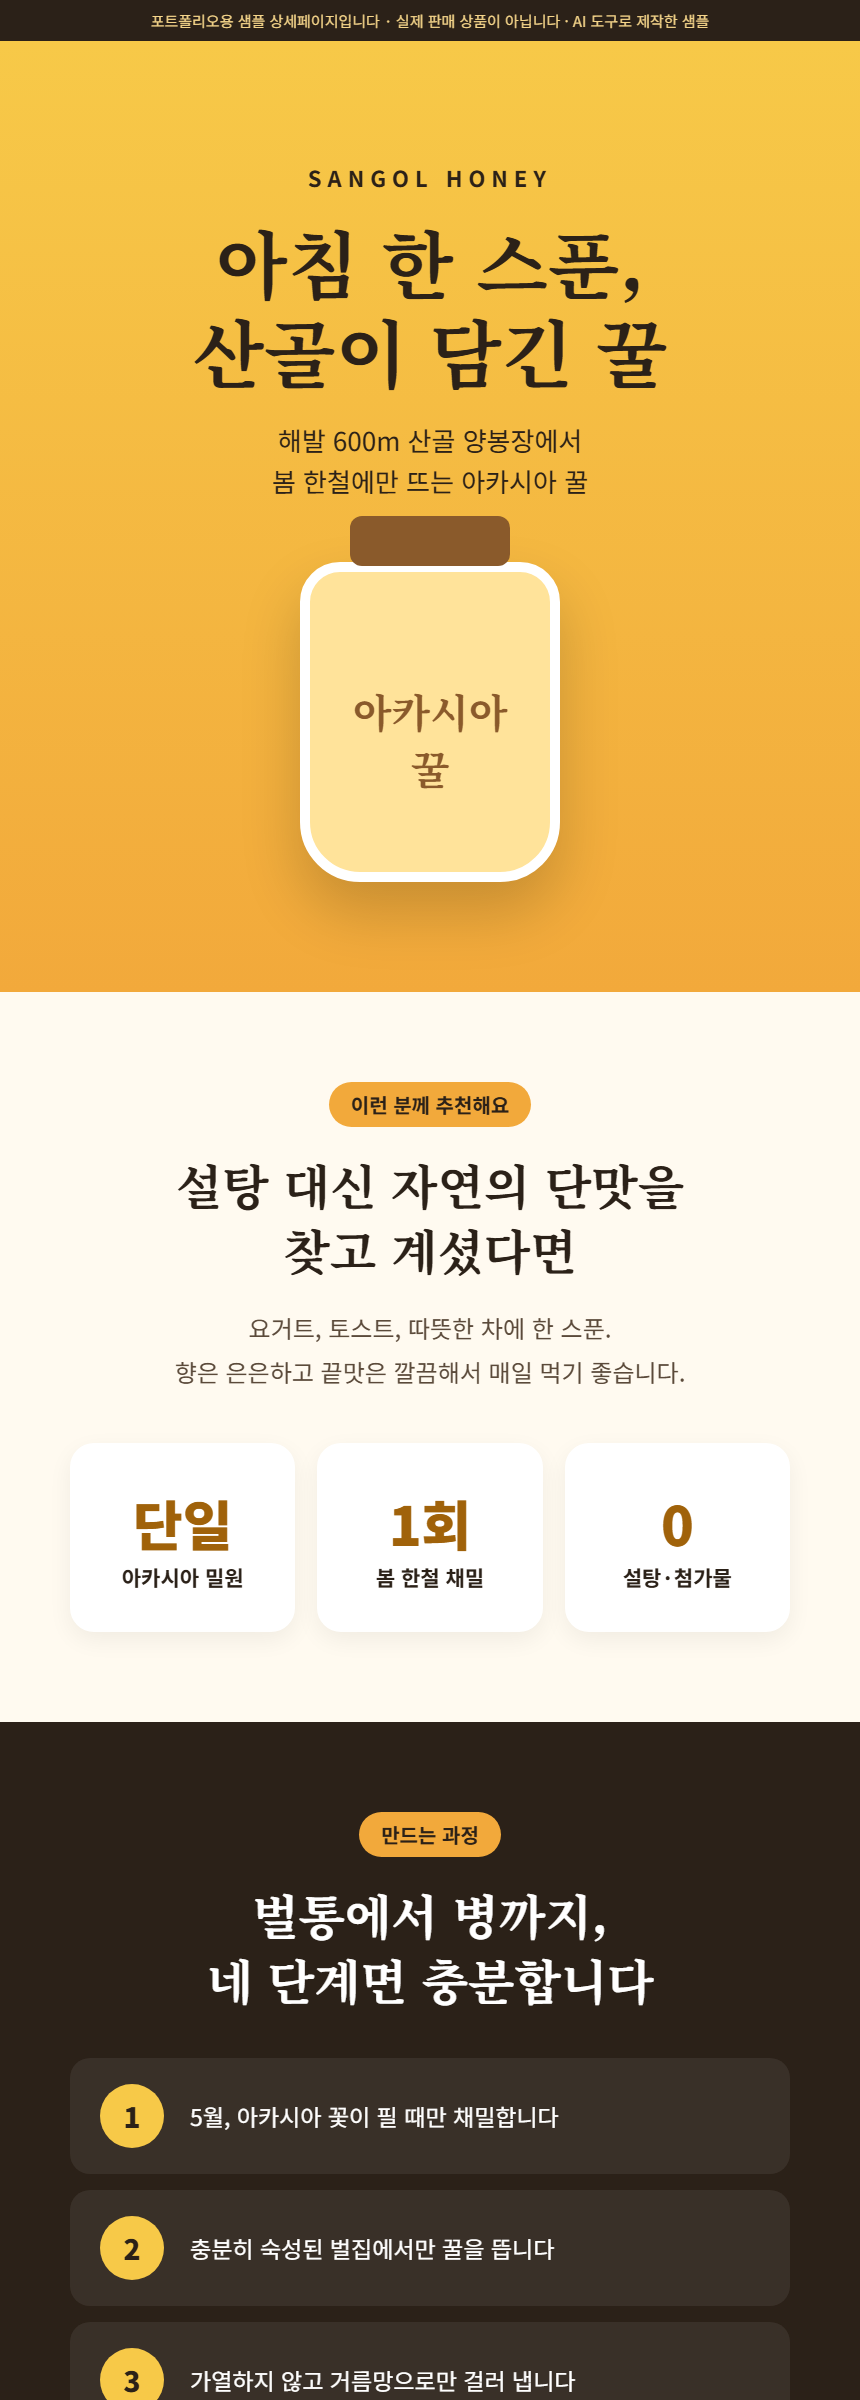 포트폴리오용 샘플 상세페이지입니다 · 실제 판매 상품이 아닙니다 · AI 도구로 제작한 샘플
SANGOL HONEY
아침 한 스푼,
산골이 담긴 꿀
해발 600m 산골 양봉장에서
봄 한철에만 뜨는 아카시아 꿀
아카시아
꿀
이런 분께 추천해요
설탕 대신 자연의 단맛을
찾고 계셨다면
요거트, 토스트, 따뜻한 차에 한 스푼.
향은 은은하고 끝맛은 깔끔해서 매일 먹기 좋습니다.
단일
아카시아 밀원
1회
봄 한철 채밀
0
설탕·첨가물
만드는 과정
벌통에서 병까지,
네 단계면 충분합니다
1
5월, 아카시아 꽃이 필 때만 채밀합니다
2
충분히 숙성된 벌집에서만 꿀을 뜹니다
3
가열하지 않고 거름망으로만 걸러 냅니다